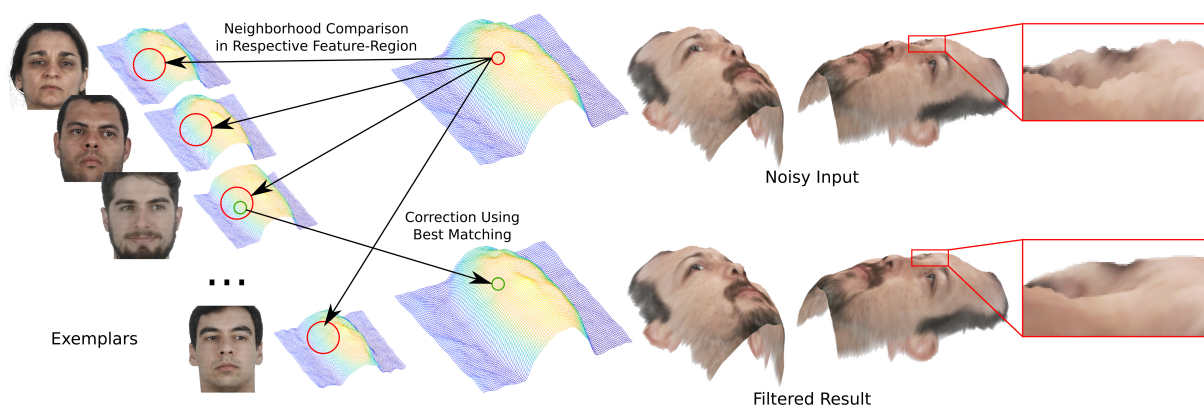 Neighborhood Comparison
in Respective Feature-Region
Noisy Input
Correction Using
Best Matching
...
Exemplars
Filtered Result